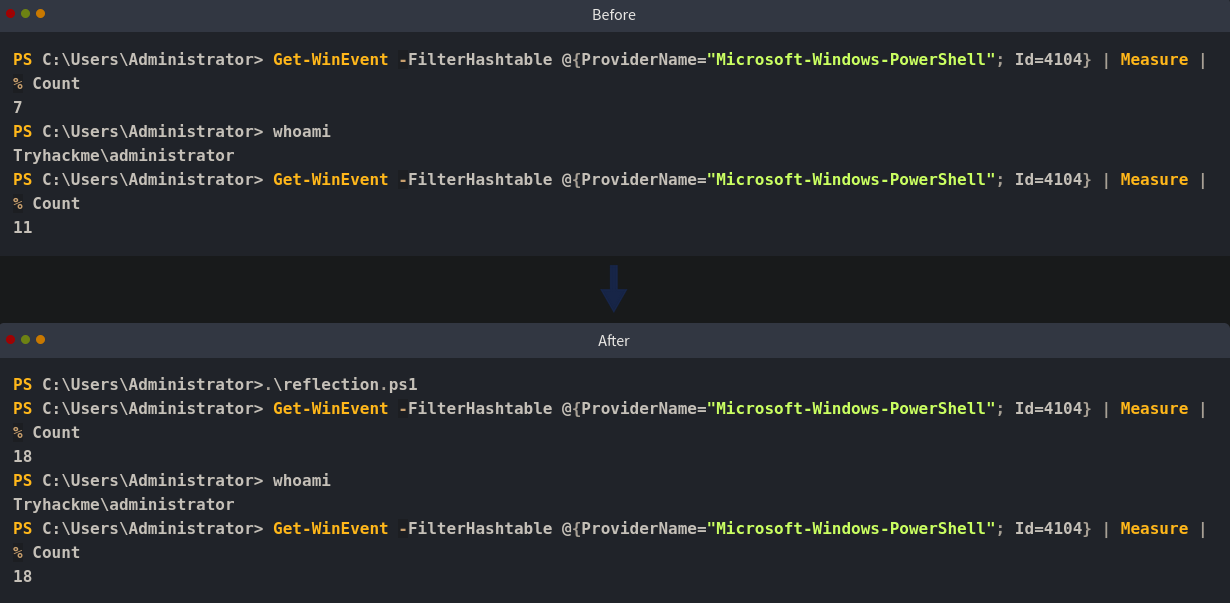 Before
PS C:\Users\Administrator> Get-WinEvent -FilterHashtable @{ProviderName="Microsoft-Windows-PowerShell"; Id=4104} | Measure |
% Count
7
PS C:\Users\Administrator> whoami
Tryhackme\administrator
PS C:\Users\Administrator> Get-WinEvent -FilterHashtable @{ProviderName="Microsoft-Windows-PowerShell"; Id=4104} | Measure |
% Count
11
After
PS C:\Users\Administrator>.\reflection.ps1
PS C:\Users\Administrator> Get-WinEvent -FilterHashtable @{ProviderName="Microsoft-Windows-PowerShell"; Id=4104} | Measure |
% Count
18
PS C:\Users\Administrator> whoami
Tryhackme\administrator
PS C:\Users\Administrator> Get-WinEvent -FilterHashtable @{ProviderName="Microsoft-Windows-PowerShell"; Id=4104} | Measure |
% Count
18